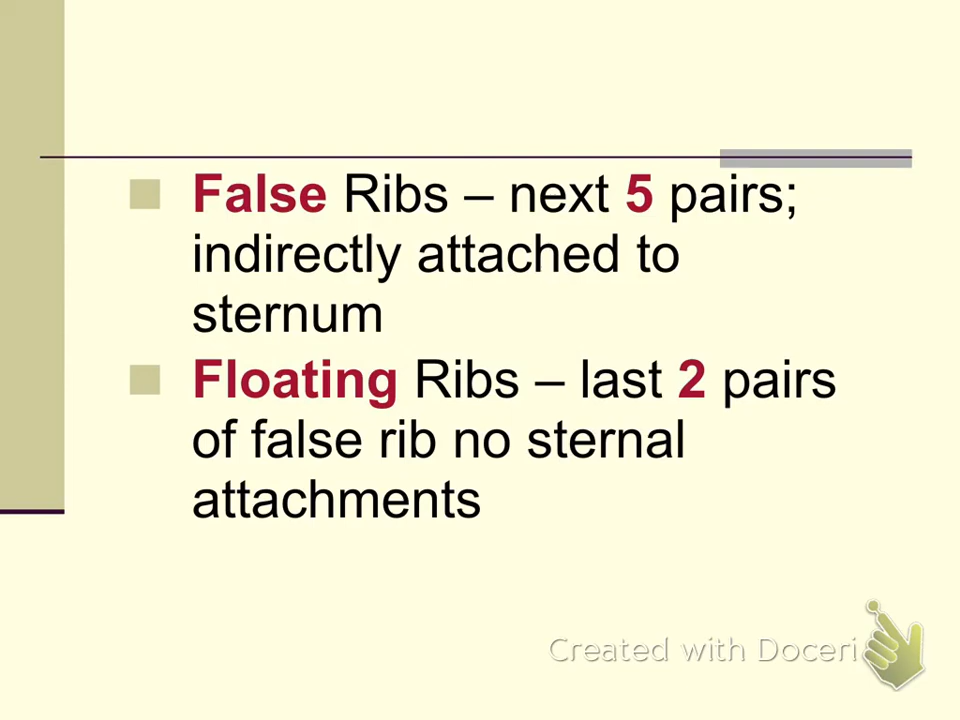 False Ribs – next 5 pairs;
indirectly attached to
sternum
Floating Ribs – last 2 pairs
of false rib no sternal
attachments
Created with Doceri